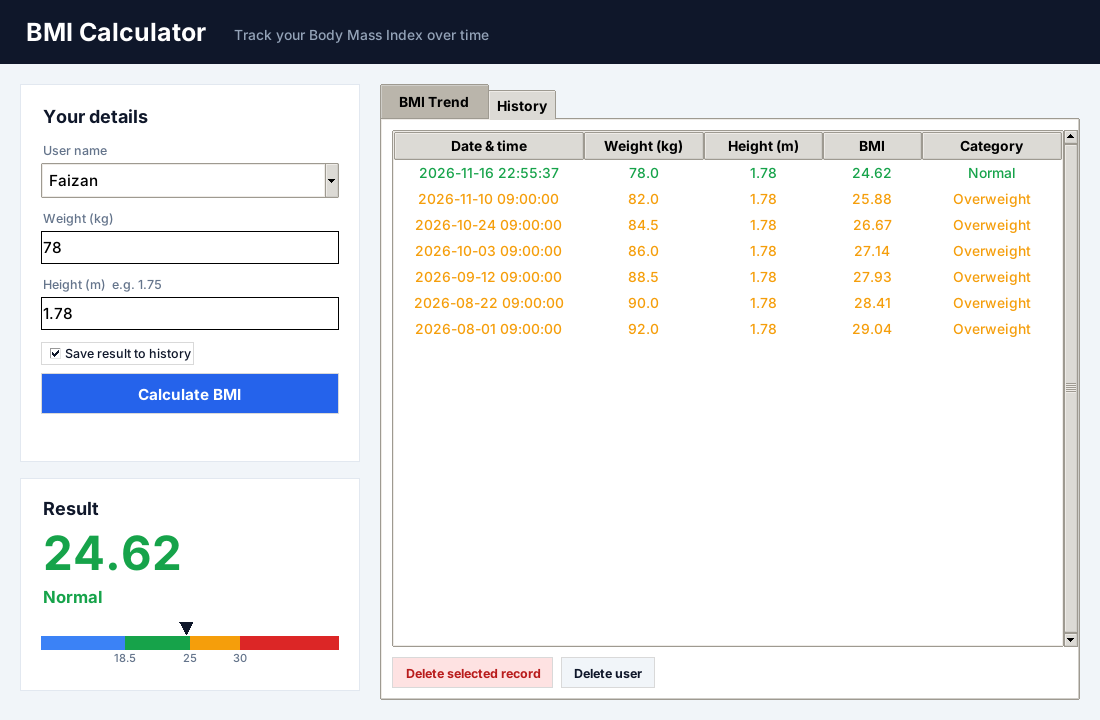 BMI Calculator Track your Body Mass Index over time
Your details
User name
Faizan
Weight (kg)
78
Height (m) e.g. 1.75
1.78
Save result to history
Calculate BMI
Result
24.62
Normal
18.5 25 30
BMI Trend History
Date & time Weight (kg) Height (m) BMI Category
2026-11-16 22:55:37 78.0 1.78 24.62 Normal
2026-11-10 09:00:00 82.0 1.78 25.88 Overweight
2026-10-24 09:00:00 84.5 1.78 26.67 Overweight
2026-10-03 09:00:00 86.0 1.78 27.14 Overweight
2026-09-12 09:00:00 88.5 1.78 27.93 Overweight
2026-08-22 09:00:00 90.0 1.78 28.41 Overweight
2026-08-01 09:00:00 92.0 1.78 29.04 Overweight
Delete selected record Delete user